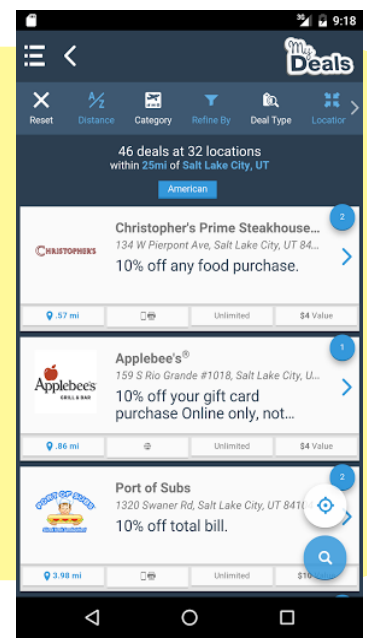 3G 9:18
My Deals
Reset Distance Category Refine By Deal Type Location
46 deals at 32 locations
within 25mi of Salt Lake City, UT
American
2
Christopher's Prime Steakhouse...
134 W Pierpont Ave, Salt Lake City, UT 84...
CHRISTOPHER'S
10% off any food purchase.
.57 mi Unlimited $4 Value
1
Applebee's®
159 S Rio Grande #1018, Salt Lake City, U...
Applebee's
GRILL & BAR
10% off your gift card
purchase Online only, not...
.86 mi Unlimited $4 Value
2
Port of Subs
1320 Swaner Rd, Salt Lake City, UT 8410
PORT OF SUBS
10% off total bill.
3.98 mi Unlimited $10